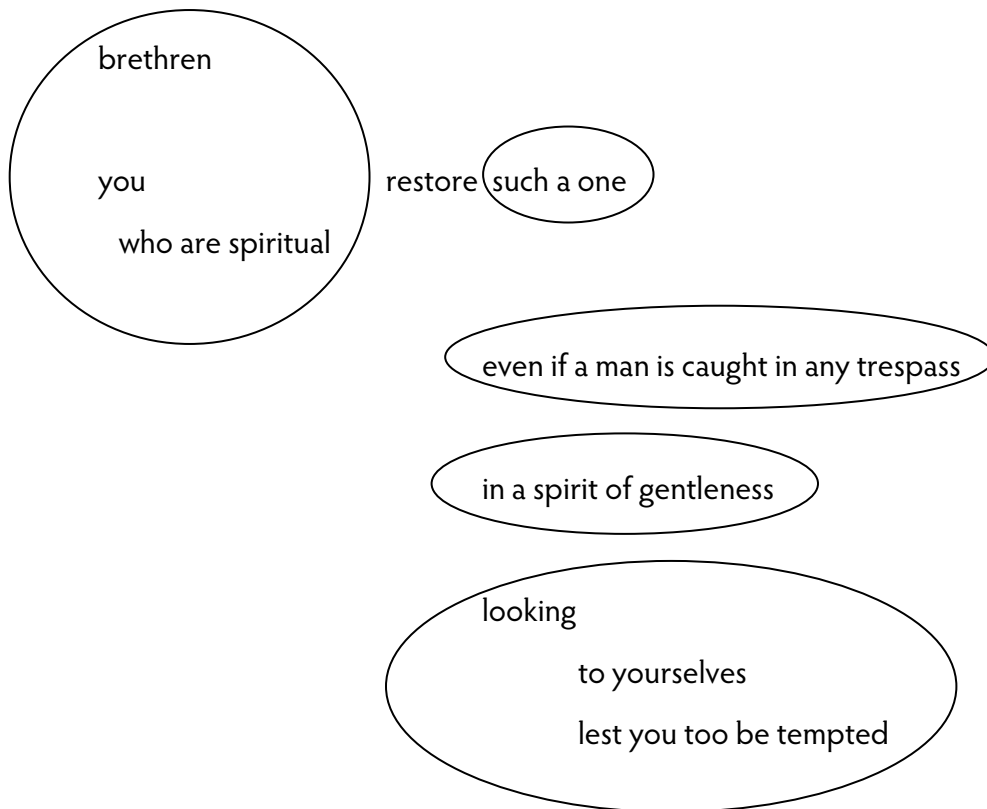 brethren
you restore such a one
who are spiritual
even if a man is caught in any trespass
in a spirit of gentleness
looking
to yourselves
lest you too be tempted